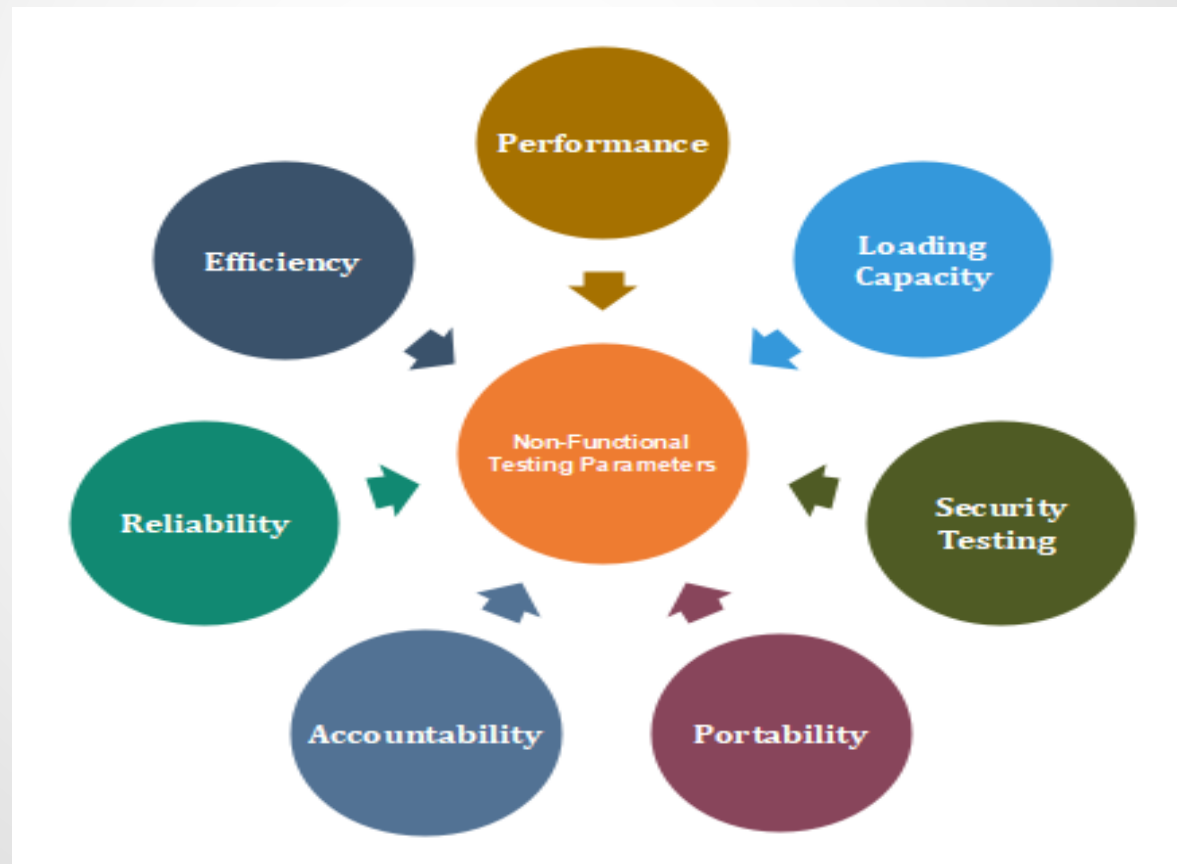 Performance
Loading
Capacity
Security
Testing
Portability
Accountability
Reliability
Efficiency
Non-Functional
Testing Parameters